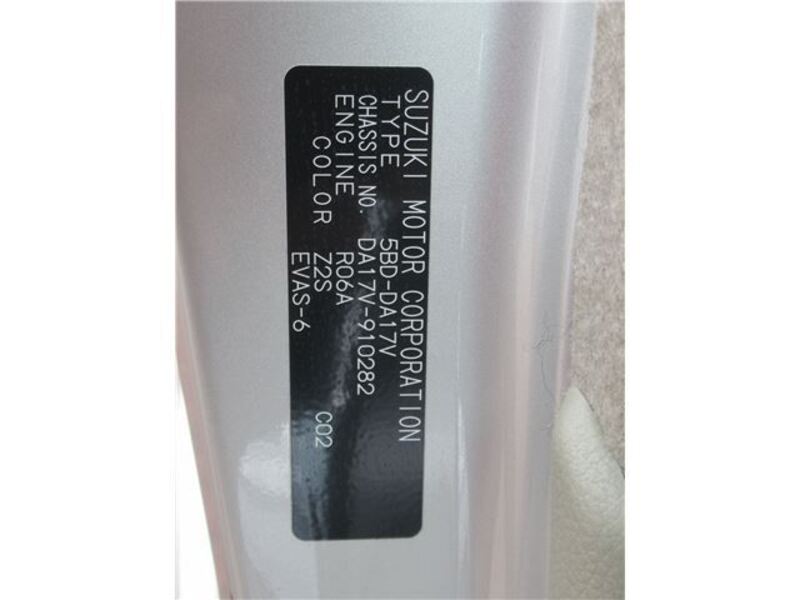 SUZUKI MOTOR CORPORATION
TYPE 5BD-DA17V
CHASSIS NO. DA17V-910282
ENGINE R06A
COLOR Z2S C02
EVAS-6